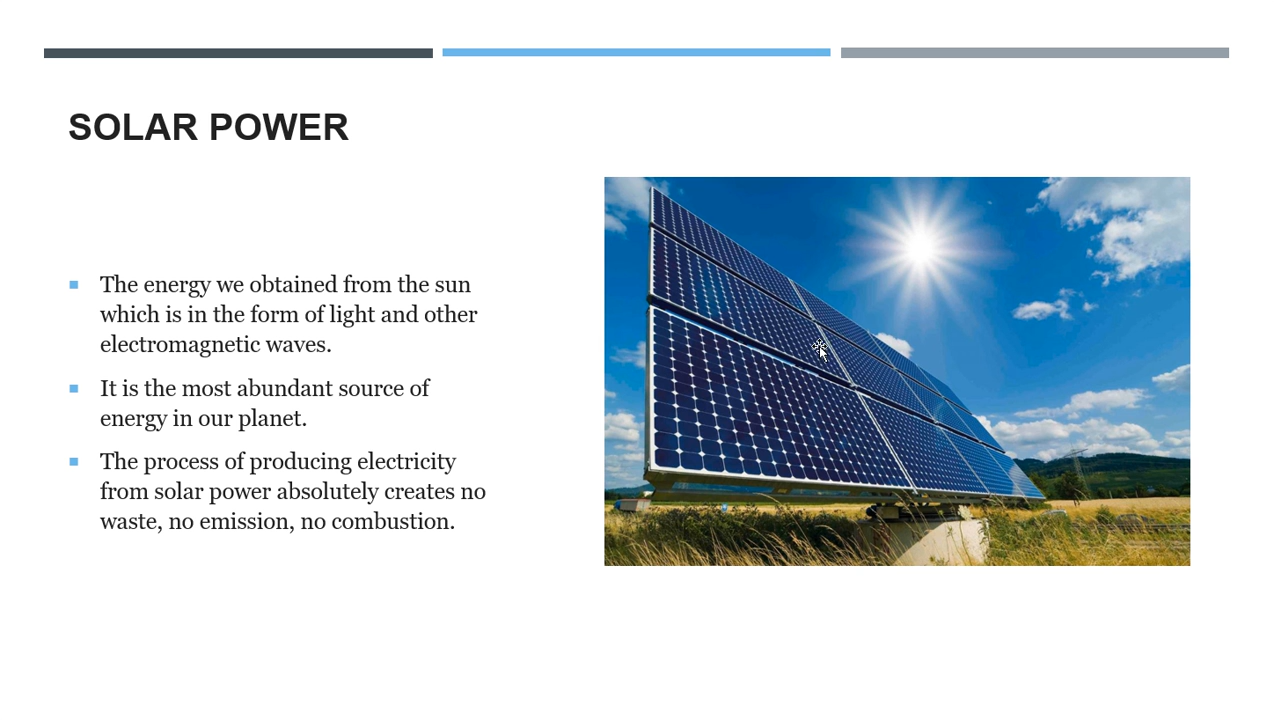 SOLAR POWER
The energy we obtained from the sun
which is in the form of light and other
electromagnetic waves.
It is the most abundant source of
energy in our planet.
The process of producing electricity
from solar power absolutely creates no
waste, no emission, no combustion.